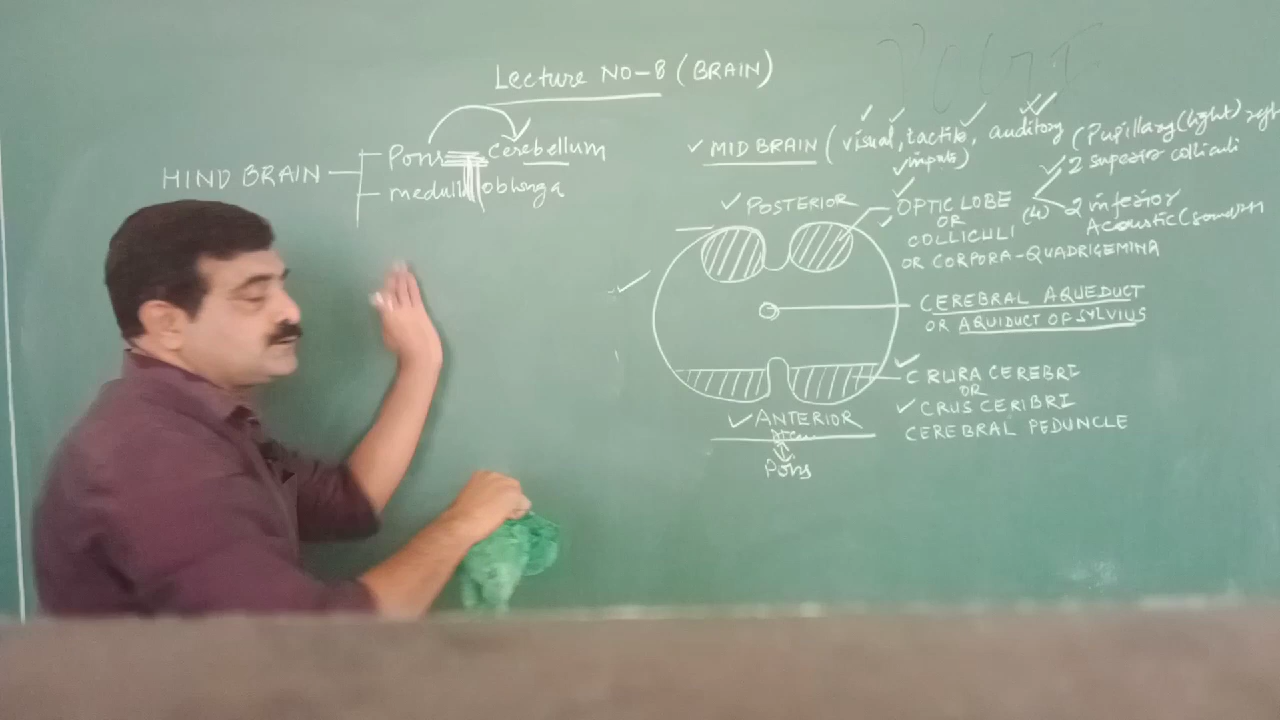 Lecture NO-8 (BRAIN)
HIND BRAIN
Pons Cerebellum
medulla oblonga
MID BRAIN (visual, tactile, auditory
inputs)
(Pupillary (light)
2 superior colliculi
2 inferior
Acoustic (sound)
POSTERIOR
OPTIC LOBE
OR
COLLICULI (4)
OR CORPORA-QUADRIGEMINA
CEREBRAL AQUEDUCT
OR AQUIDUCT OF SYLVIUS
CRURA CEREBRI
OR
CRUS CERIBRI
CEREBRAL PEDUNCLE
ANTERIOR
Pons